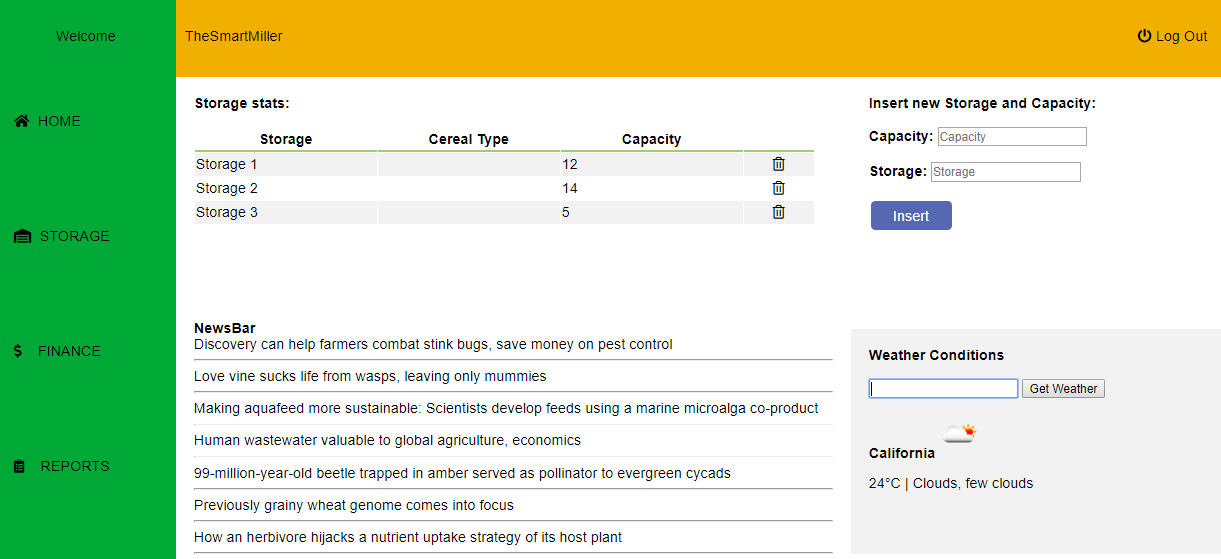 Welcome
TheSmartMiller
Log Out
HOME
STORAGE
FINANCE
REPORTS
Storage stats:
Storage Cereal Type Capacity
Storage 1 12
Storage 2 14
Storage 3 5
Insert new Storage and Capacity:
Capacity: Capacity
Storage: Storage
Insert
NewsBar
Discovery can help farmers combat stink bugs, save money on pest control
Love vine sucks life from wasps, leaving only mummies
Making aquafeed more sustainable: Scientists develop feeds using a marine microalga co-product
Human wastewater valuable to global agriculture, economics
99-million-year-old beetle trapped in amber served as pollinator to evergreen cycads
Previously grainy wheat genome comes into focus
How an herbivore hijacks a nutrient uptake strategy of its host plant
Weather Conditions
Get Weather
California
24°C | Clouds, few clouds